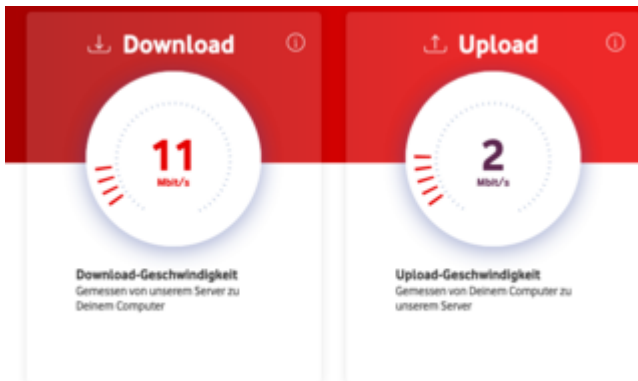 Download
Upload
11
Mbit/s
2
Mbit/s
Download-Geschwindigkeit
Gemessen von unserem Server zu
Deinem Computer
Upload-Geschwindigkeit
Gemessen von Deinem Computer zu
unserem Server